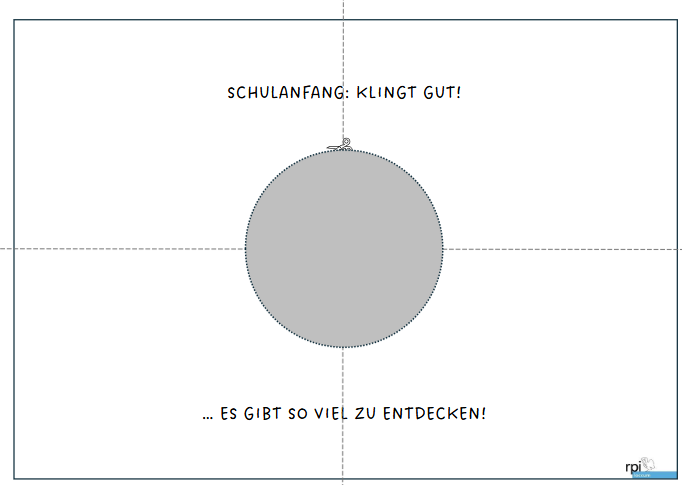 SCHULANFANG: KLINGT GUT!
... ES GIBT SO VIEL ZU ENTDECKEN!
rpi